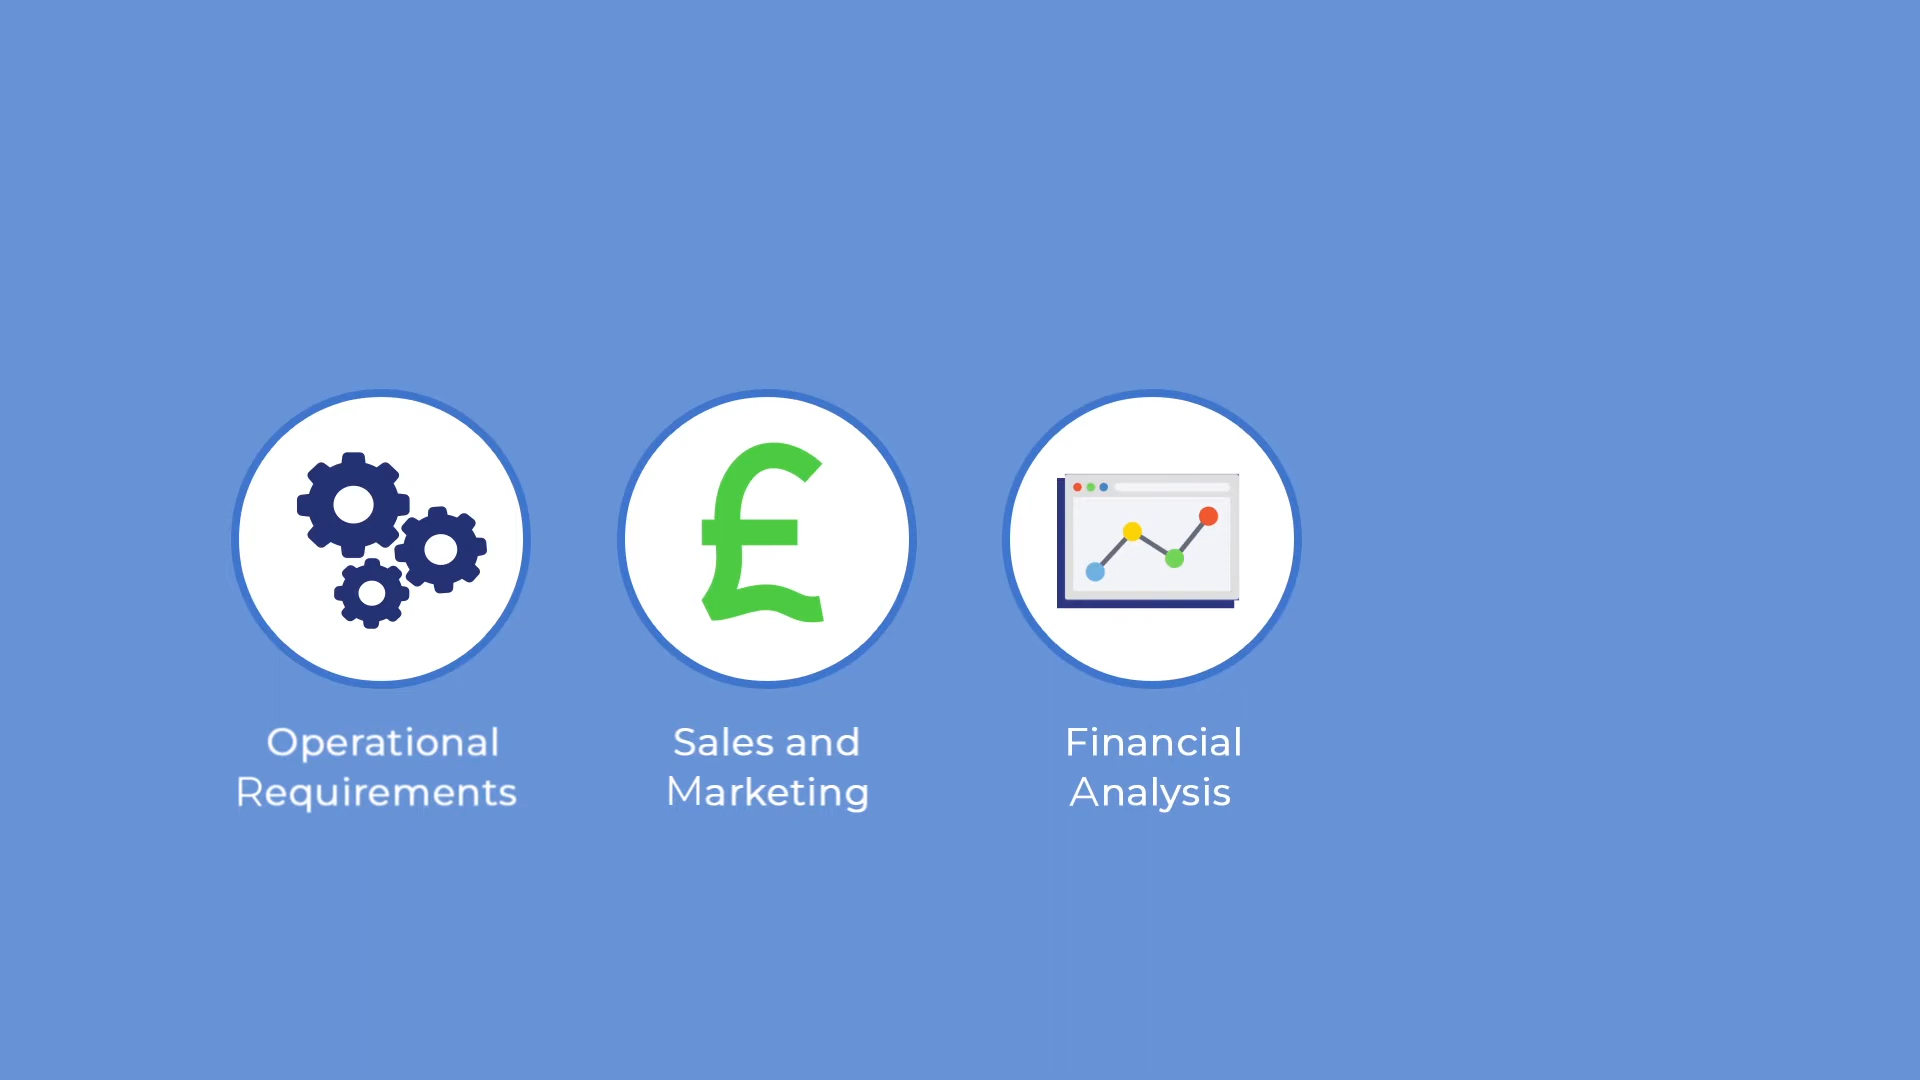 Operational
Requirements
Sales and
Marketing
Financial
Analysis